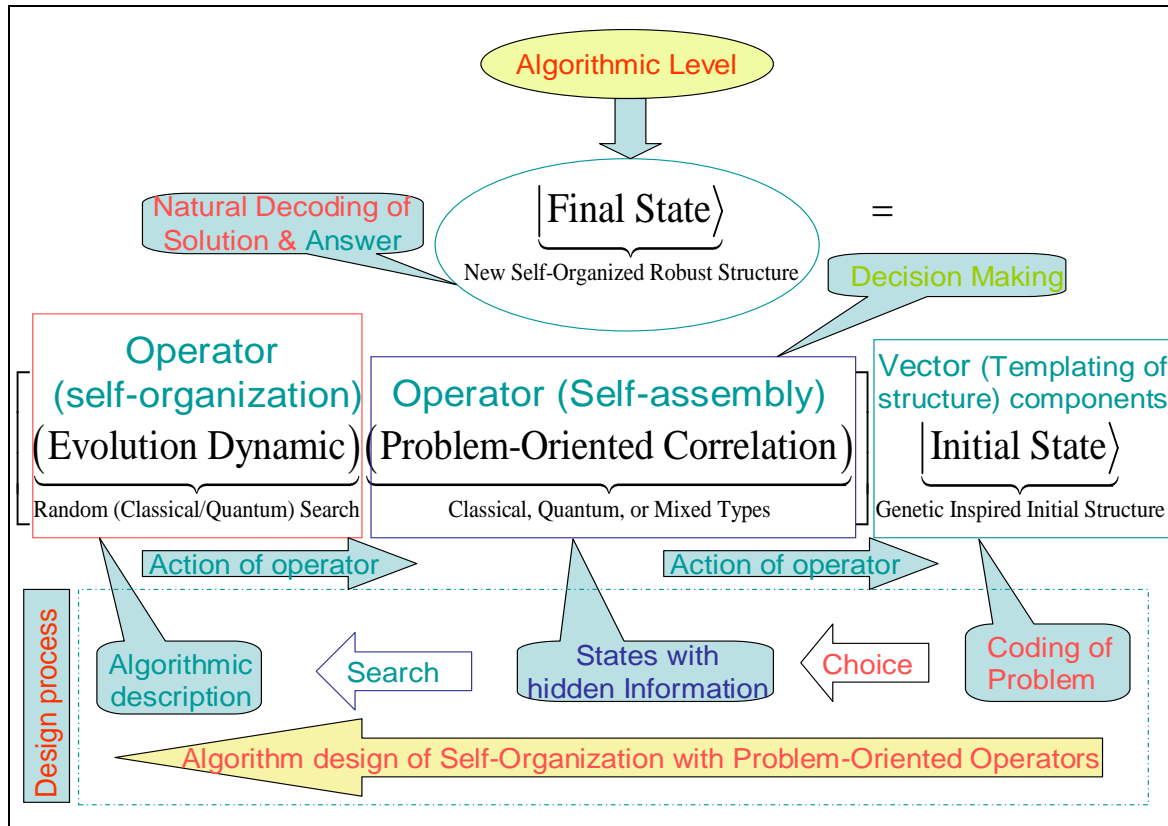 Algorithmic Level
Natural Decoding of
Solution & Answer
|Final State⟩
=
New Self-Organized Robust Structure
Decision Making
Operator
(self-organization)
(Evolution Dynamic)
Random (Classical/Quantum) Search
Operator (Self-assembly)
(Problem-Oriented Correlation)
Classical, Quantum, or Mixed Types
Vector (Templating of
structure) components
|Initial State⟩
Genetic Inspired Initial Structure
Action of operator
Action of operator
Design process
Algorithmic
description
Search
States with
hidden Information
Choice
Coding of
Problem
Algorithm design of Self-Organization with Problem-Oriented Operators